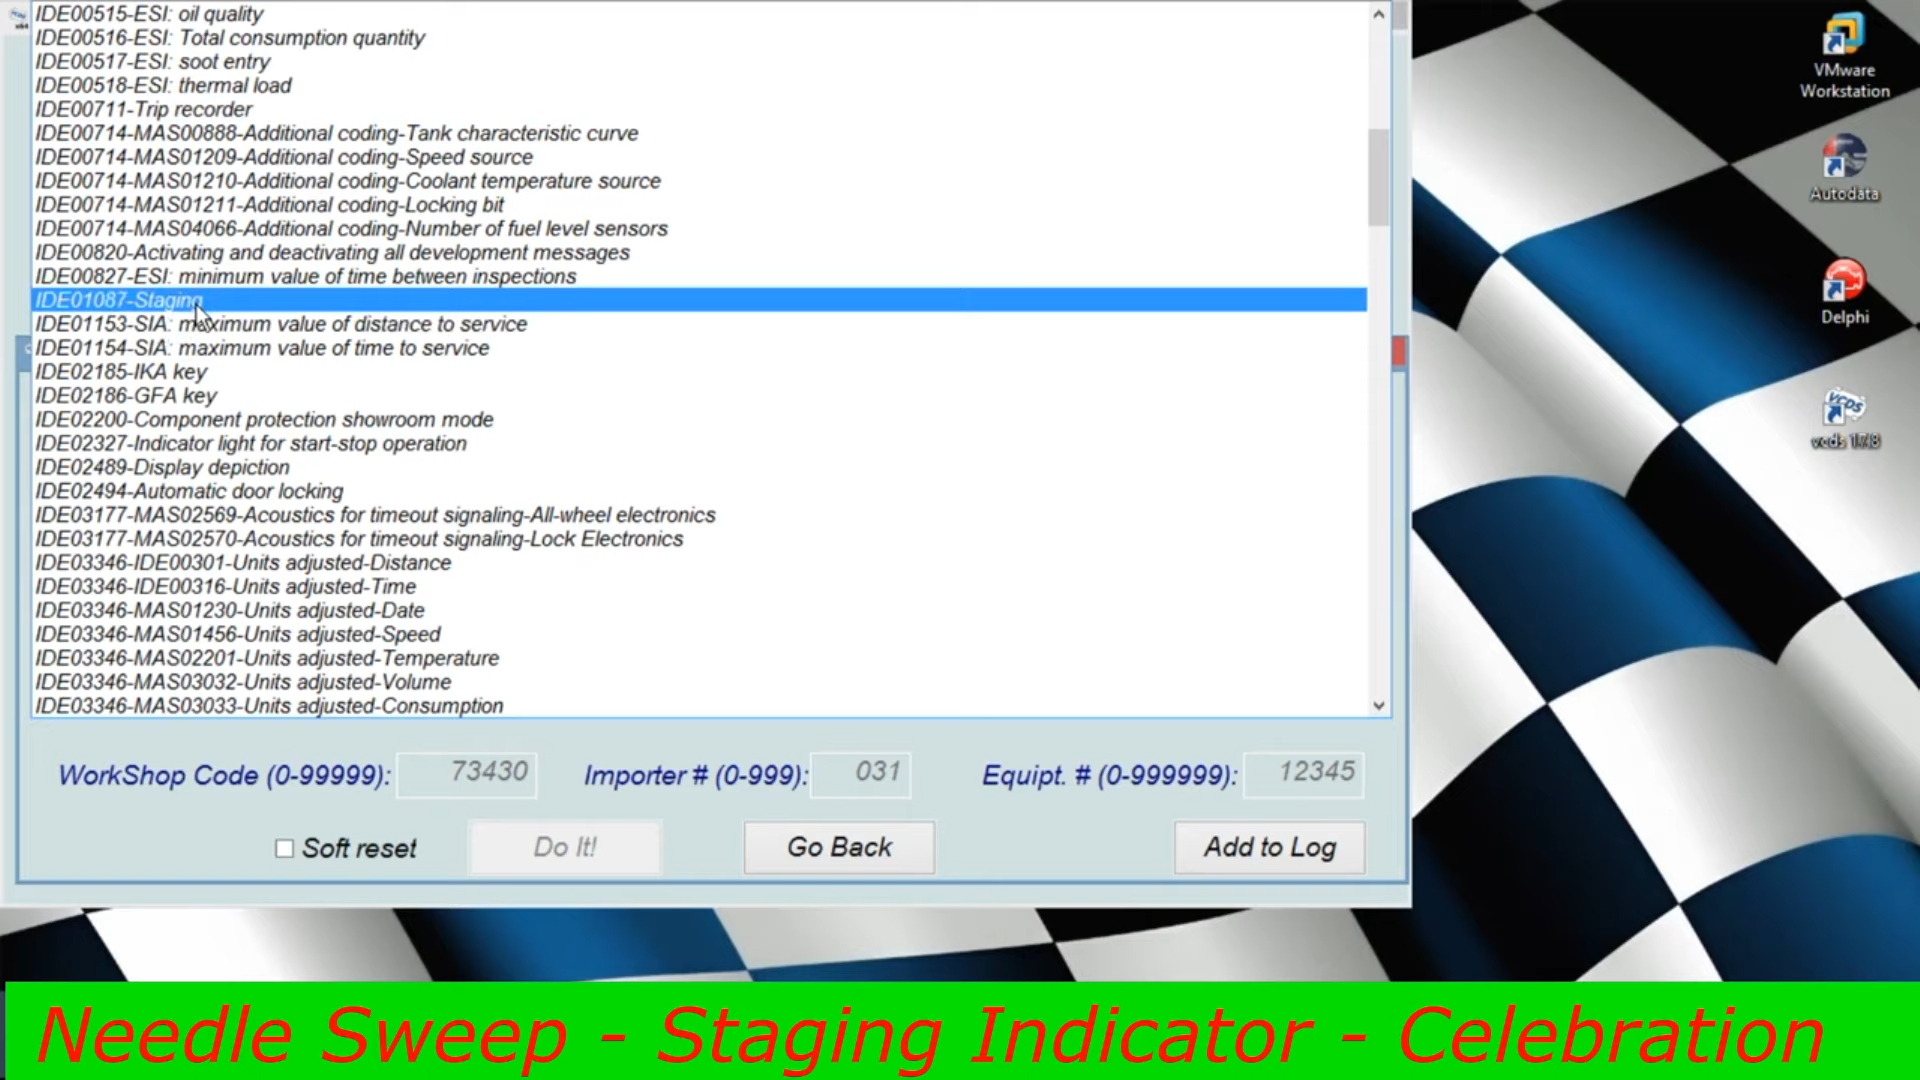 IDE00515-ESI: oil quality
IDE00516-ESI: Total consumption quantity
IDE00517-ESI: soot entry
IDE00518-ESI: thermal load
IDE00711-Trip recorder
IDE00714-MAS00888-Additional coding-Tank characteristic curve
IDE00714-MAS01209-Additional coding-Speed source
IDE00714-MAS01210-Additional coding-Coolant temperature source
IDE00714-MAS01211-Additional coding-Locking bit
IDE00714-MAS04066-Additional coding-Number of fuel level sensors
IDE00820-Activating and deactivating all development messages
IDE00827-ESI: minimum value of time between inspections
IDE01087-Staging
IDE01153-SIA: maximum value of distance to service
IDE01154-SIA: maximum value of time to service
IDE02185-IKA key
IDE02186-GFA key
IDE02200-Component protection showroom mode
IDE02327-Indicator light for start-stop operation
IDE02489-Display depiction
IDE02494-Automatic door locking
IDE03177-MAS02569-Acoustics for timeout signaling-All-wheel electronics
IDE03177-MAS02570-Acoustics for timeout signaling-Lock Electronics
IDE03346-IDE00301-Units adjusted-Distance
IDE03346-IDE00316-Units adjusted-Time
IDE03346-MAS01230-Units adjusted-Date
IDE03346-MAS01456-Units adjusted-Speed
IDE03346-MAS02201-Units adjusted-Temperature
IDE03346-MAS03032-Units adjusted-Volume
IDE03346-MAS03033-Units adjusted-Consumption
WorkShop Code (0-99999): 73430 Importer # (0-999): 031 Equipt. # (0-999999): 12345
Soft reset Do It! Go Back Add to Log
VMware
Workstation
Autodata
Delphi
VCDS
vcds 17.8
Needle Sweep - Staging Indicator - Celebration